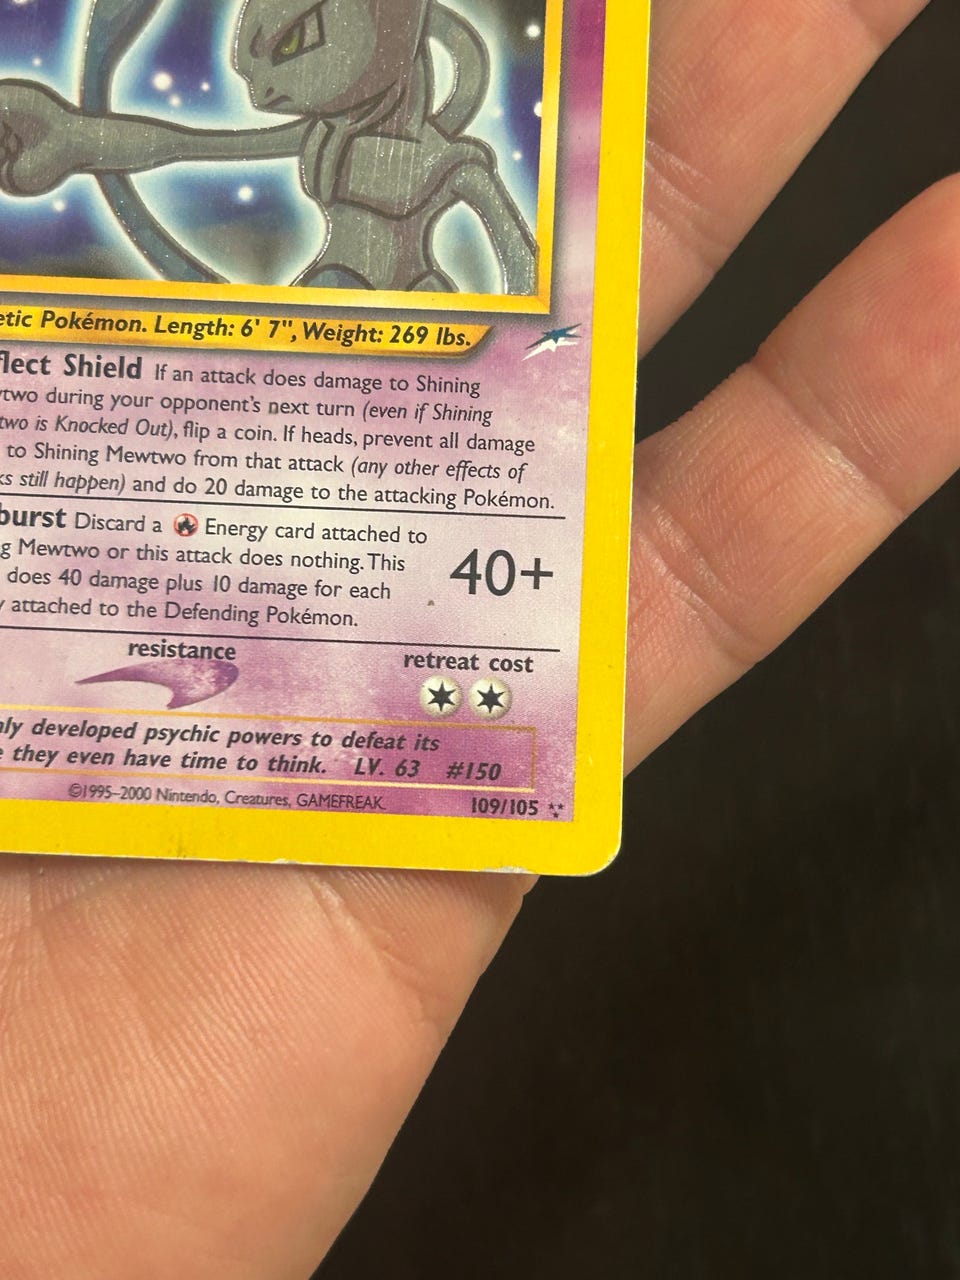 etic Pokémon. Length: 6' 7", Weight: 269 lbs.
flect Shield If an attack does damage to Shining
wtwo during your opponent's next turn (even if Shining
two is Knocked Out), flip a coin. If heads, prevent all damage
to Shining Mewtwo from that attack (any other effects of
ks still happen) and do 20 damage to the attacking Pokémon.
burst Discard a Energy card attached to
g Mewtwo or this attack does nothing. This
does 40 damage plus 10 damage for each
y attached to the Defending Pokémon.
40+
resistance
retreat cost
nly developed psychic powers to defeat its
e they even have time to think. LV. 63 #150
©1995–2000 Nintendo, Creatures, GAMEFREAK.
109/105